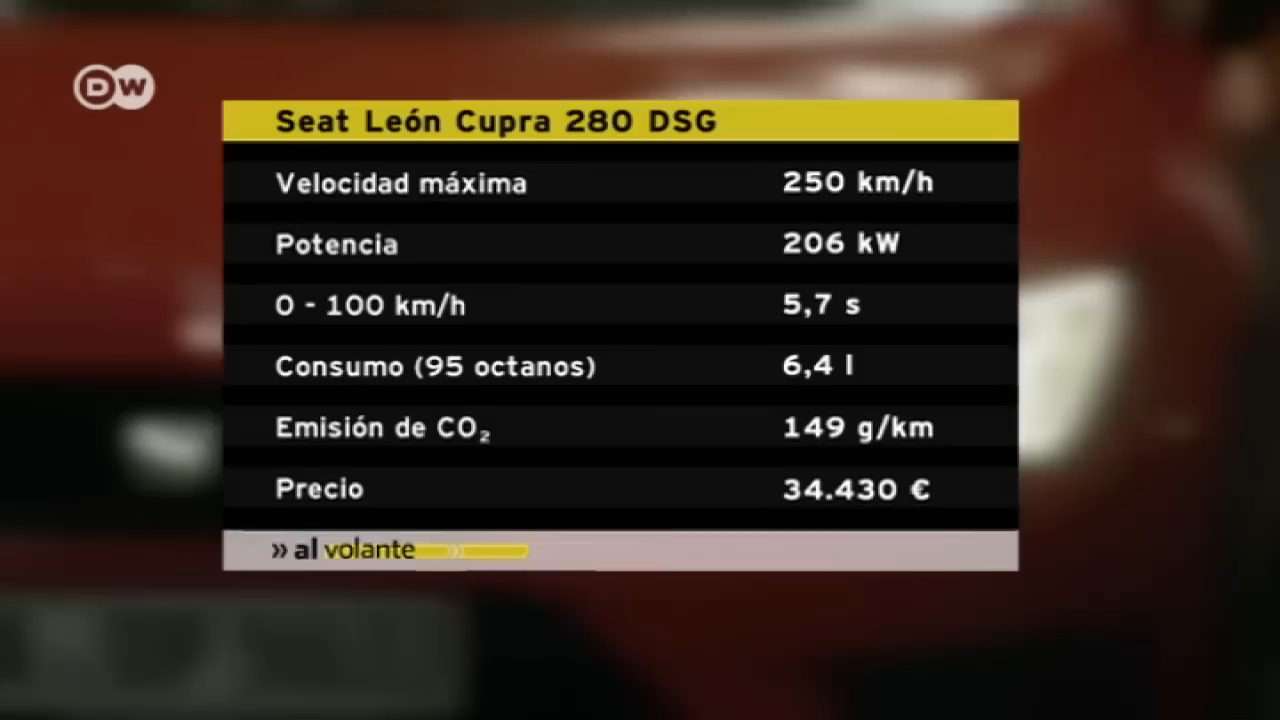 DW
Seat León Cupra 280 DSG
Velocidad máxima 250 km/h
Potencia 206 kW
0 - 100 km/h 5,7 s
Consumo (95 octanos) 6,4 l
Emisión de CO₂ 149 g/km
Precio 34.430 €
» al volante